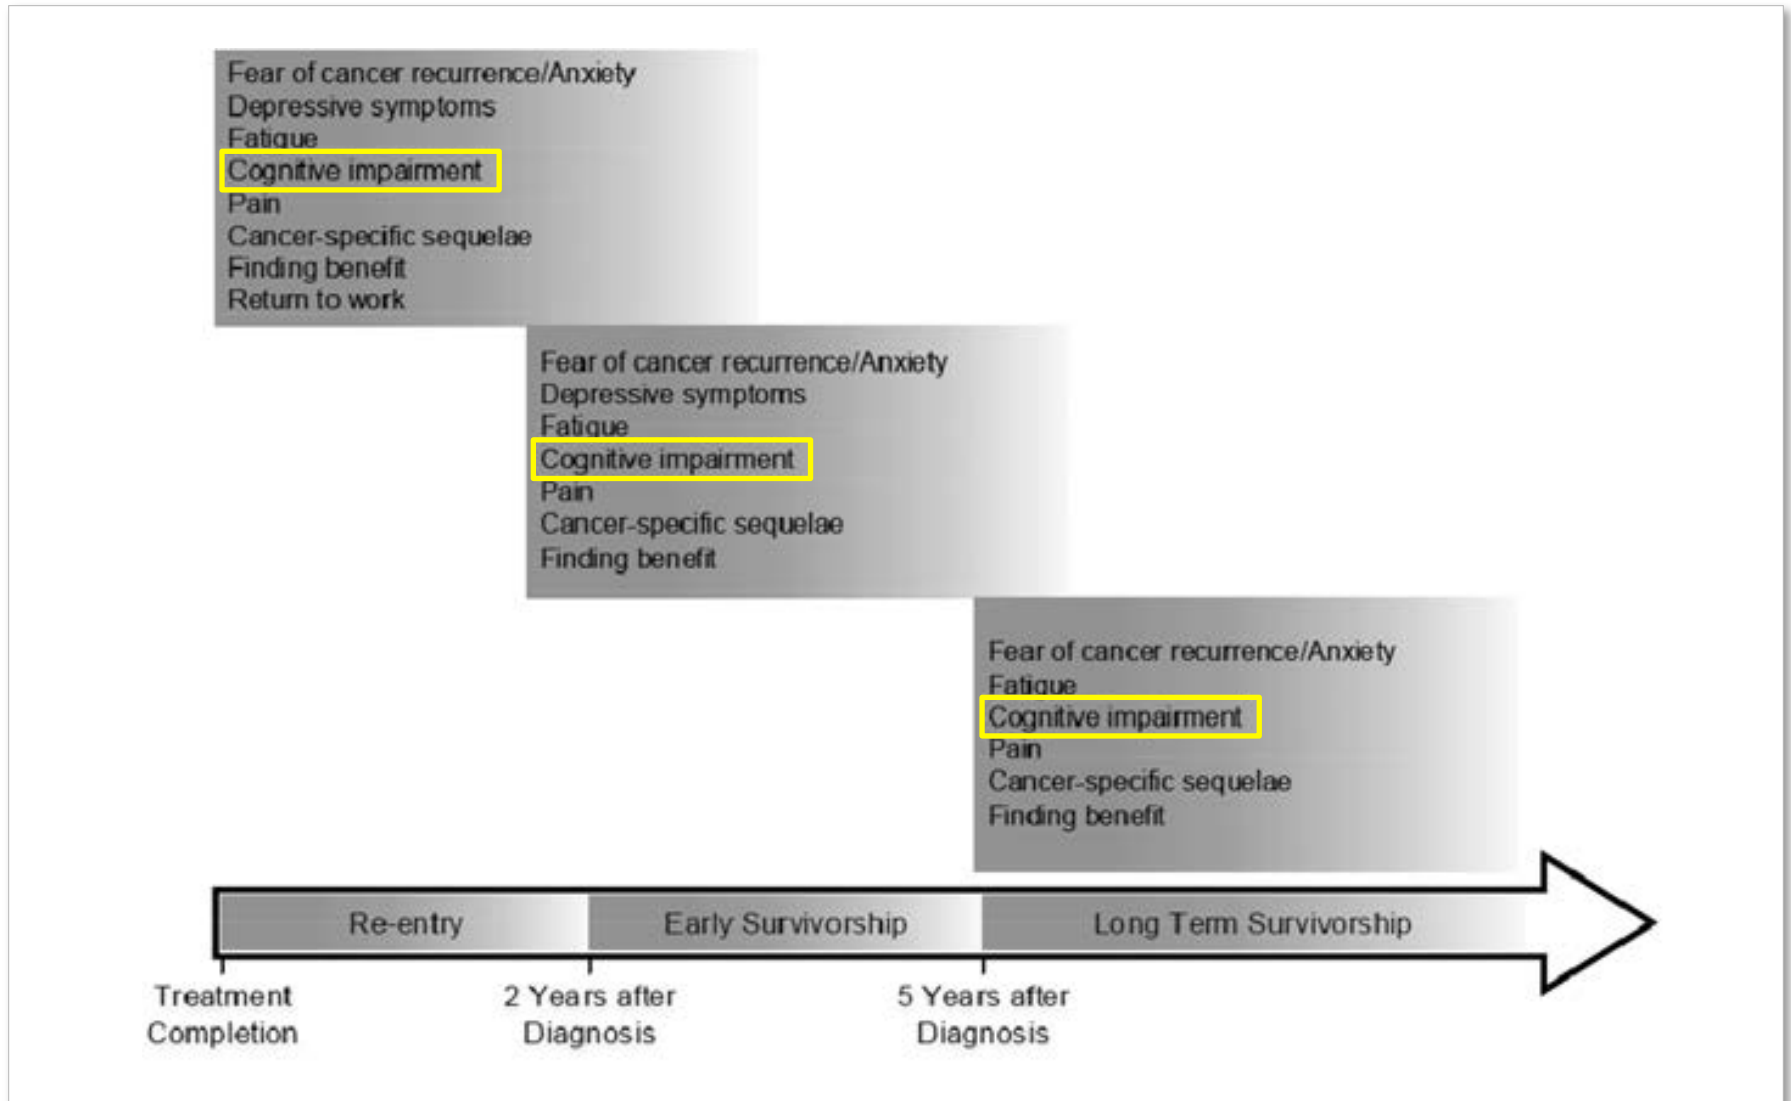 Fear of cancer recurrence/Anxiety
Depressive symptoms
Fatigue
Cognitive impairment
Pain
Cancer-specific sequelae
Finding benefit
Return to work
Fear of cancer recurrence/Anxiety
Depressive symptoms
Fatigue
Cognitive impairment
Pain
Cancer-specific sequelae
Finding benefit
Fear of cancer recurrence/Anxiety
Fatigue
Cognitive impairment
Pain
Cancer-specific sequelae
Finding benefit
Re-entry
Early Survivorship
Long Term Survivorship
Treatment
Completion
2 Years after
Diagnosis
5 Years after
Diagnosis